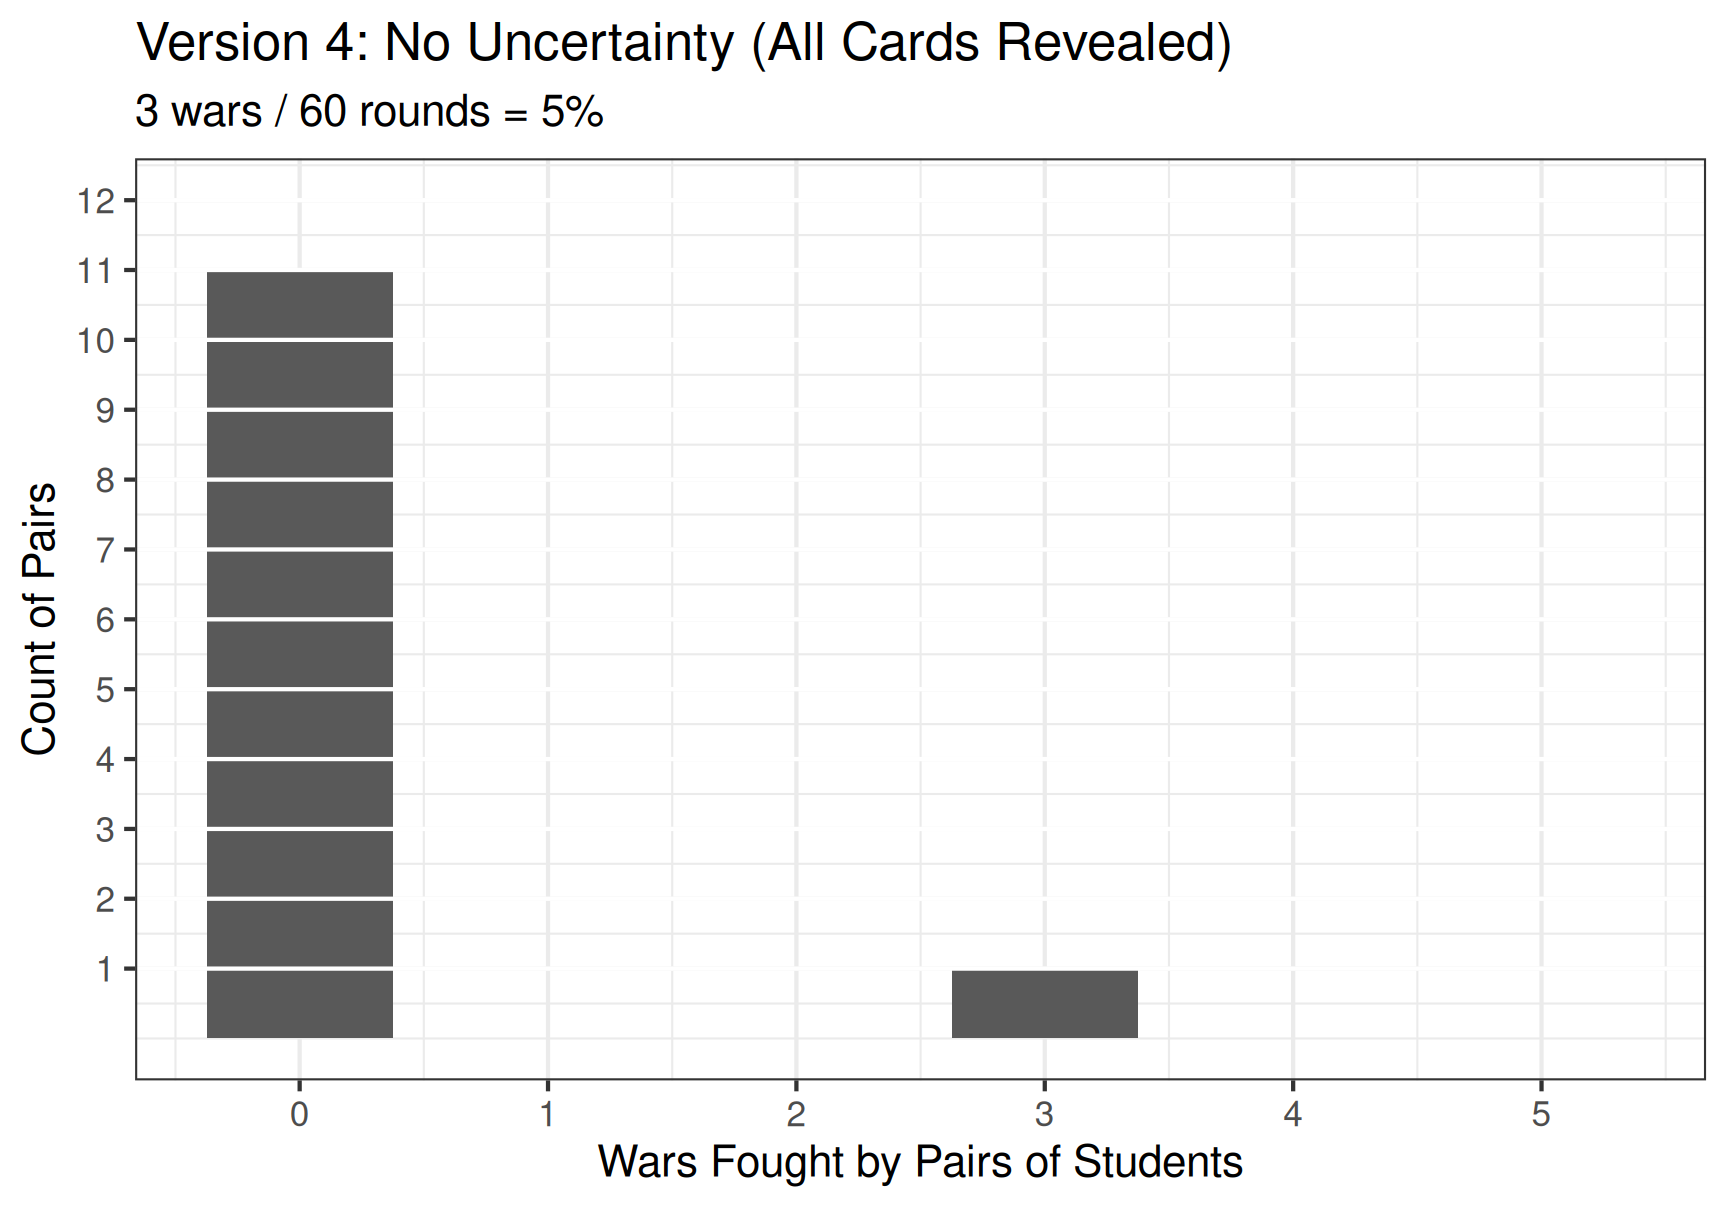 Version 4: No Uncertainty (All Cards Revealed)
3 wars / 60 rounds = 5%
12
11
10
9
8
7
6
5
4
3
2
1
Count of Pairs
0 1 2 3 4 5
Wars Fought by Pairs of Students